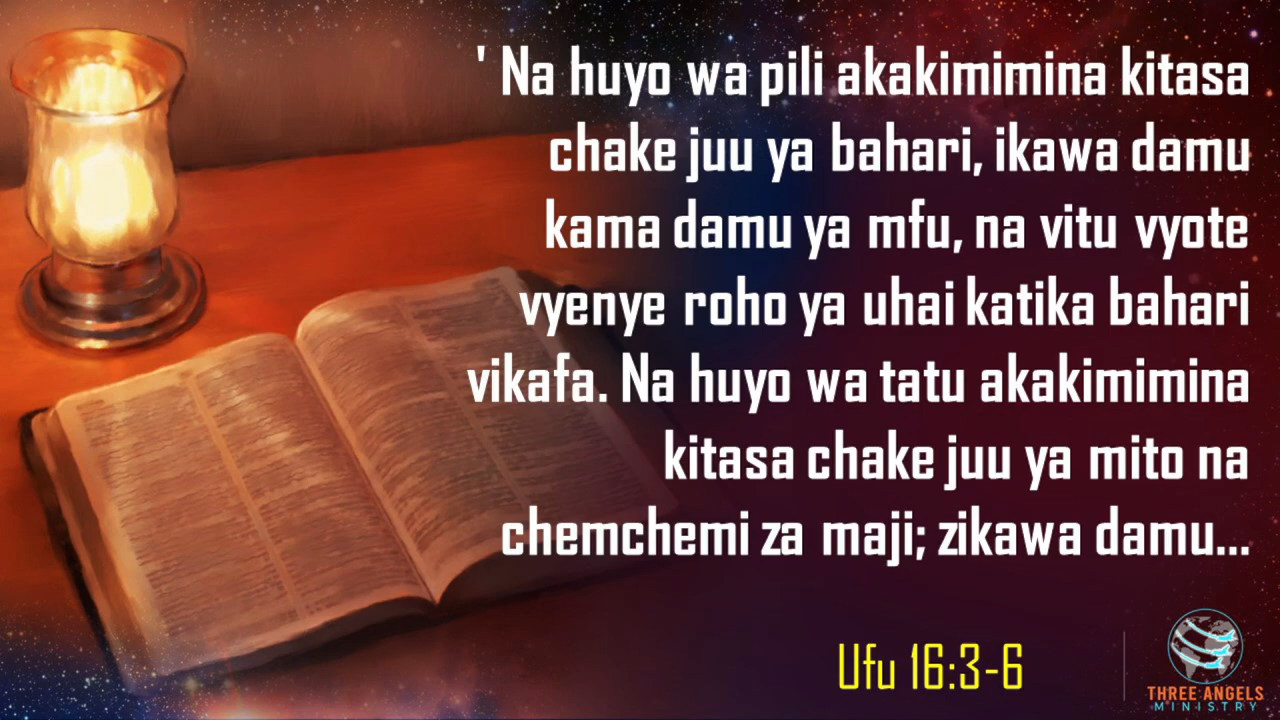 ' Na huyo wa pili akakimimina kitasa
chake juu ya bahari, ikawa damu
kama damu ya mfu, na vitu vyote
vyenye roho ya uhai katika bahari
vikafa. Na huyo wa tatu akakimimina
kitasa chake juu ya mito na
chemchemi za maji; zikawa damu...
Ufu 16:3-6
THREE ANGELS
MINISTRY